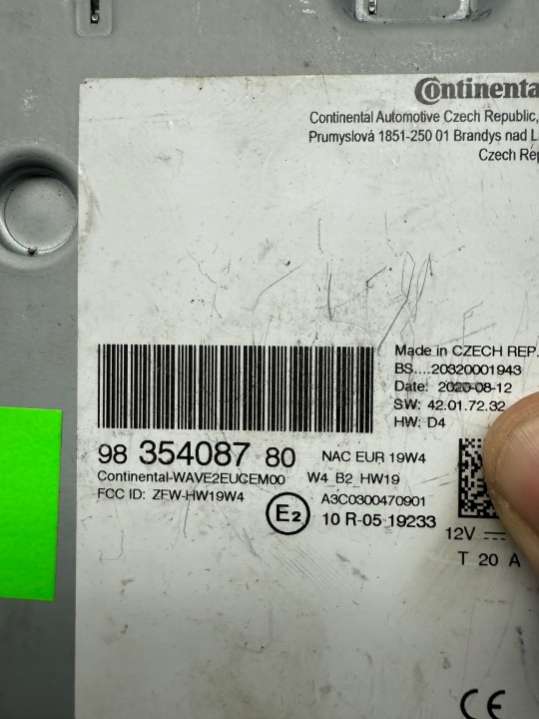 Continenta
Continental Automotive Czech Republic,
Prumyslová 1851-250 01 Brandys nad L
Czech Rep
Made in CZECH REP.
BS....20320001943
Date: 2020-08-12
SW: 42.01.72.32
HW: D4
98 354087 80 NAC EUR 19W4
Continental-WAVE2EUCEM00 W4_B2_HW19
FCC ID: ZFW-HW19W4 A3C0300470901
E2 10 R-05 19233
12V
T 20 A
CE